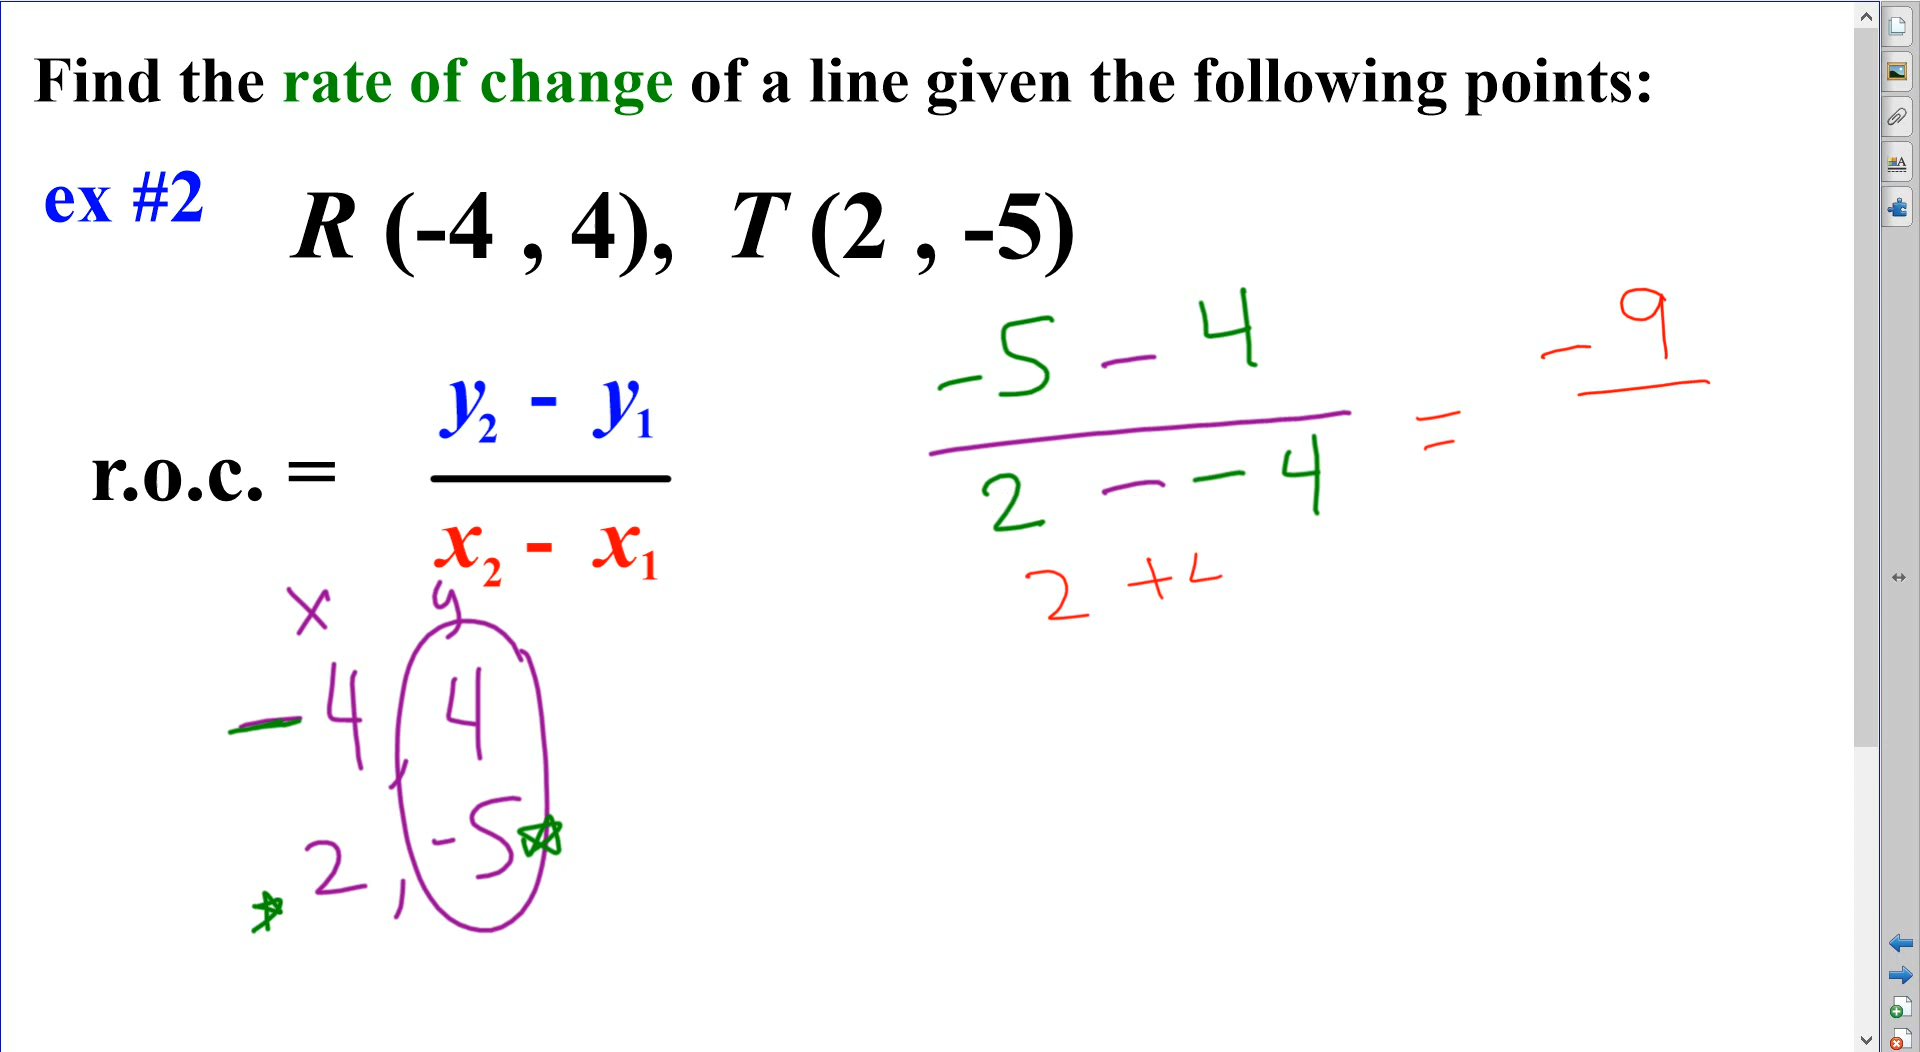 Find the rate of change of a line given the following points:
ex #2 R (-4 , 4), T (2 , -5)
-5 - 4
- 9
y2 - y1
r.o.c. =
=
2 - - 4
x2 - x1
2 + 4
x y
-4, 4
2, -5